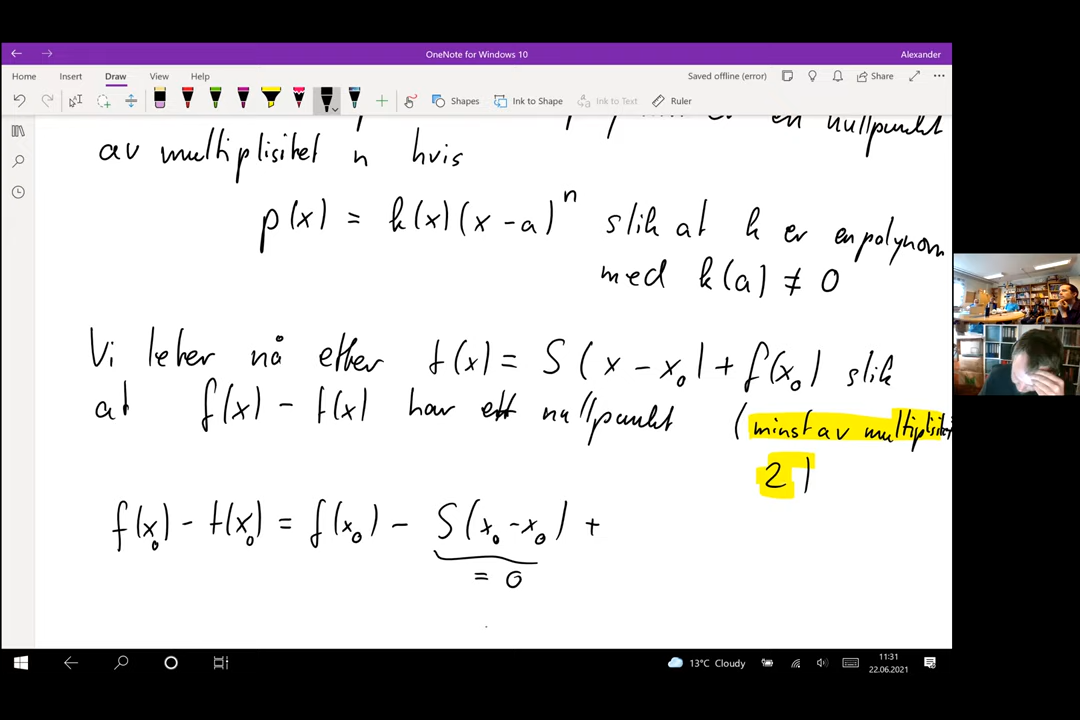 OneNote for Windows 10
Alexander
Home Insert Draw View Help
Saved offline (error) Share
Shapes Ink to Shape Ink to Text Ruler
en nullpunkt
av multiplisitet n hvis
p(x) = k(x)(x-a)^n slik at k er en polynom
med k(a) ≠ 0
Vi leter nå etter t(x) = S(x-x₀) + f(x₀) slik
at f(x) - t(x) har ett nullpunkt (minst av multiplisitet
2)
f(x₀) - t(x₀) = f(x₀) - S(x₀-x₀) +
= 0
13°C Cloudy
11:31
22.06.2021